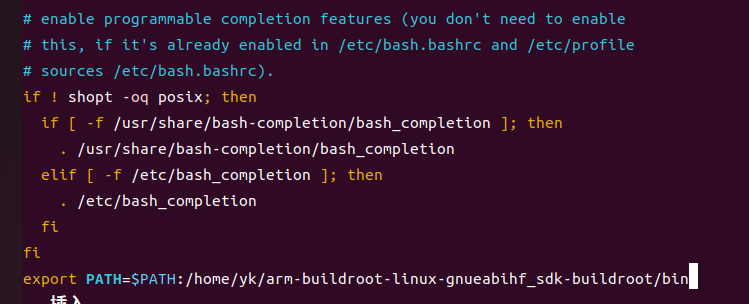 # enable programmable completion features (you don't need to enable
# this, if it's already enabled in /etc/bash.bashrc and /etc/profile
# sources /etc/bash.bashrc).
if ! shopt -oq posix; then
  if [ -f /usr/share/bash-completion/bash_completion ]; then
    . /usr/share/bash-completion/bash_completion
  elif [ -f /etc/bash_completion ]; then
    . /etc/bash_completion
  fi
fi
export PATH=$PATH:/home/yk/arm-buildroot-linux-gnueabihf_sdk-buildroot/bin
插入